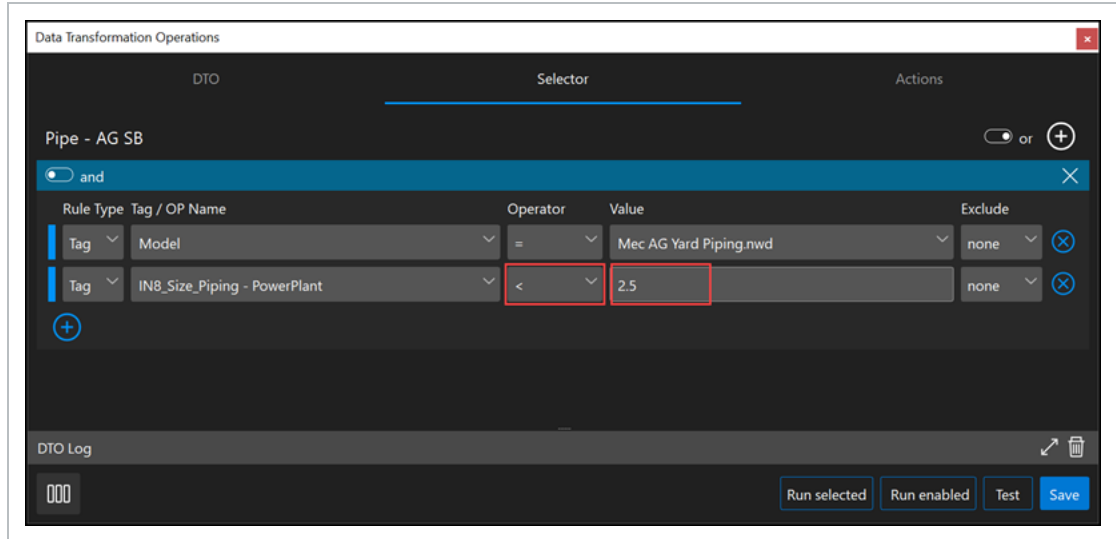 Data Transformation Operations
DTO Selector Actions
Pipe - AG SB or
and
Rule Type Tag / OP Name Operator Value Exclude
Tag Model = Mec AG Yard Piping.nwd none
Tag IN8_Size_Piping - PowerPlant < 2.5 none
DTO Log
Run selected Run enabled Test Save